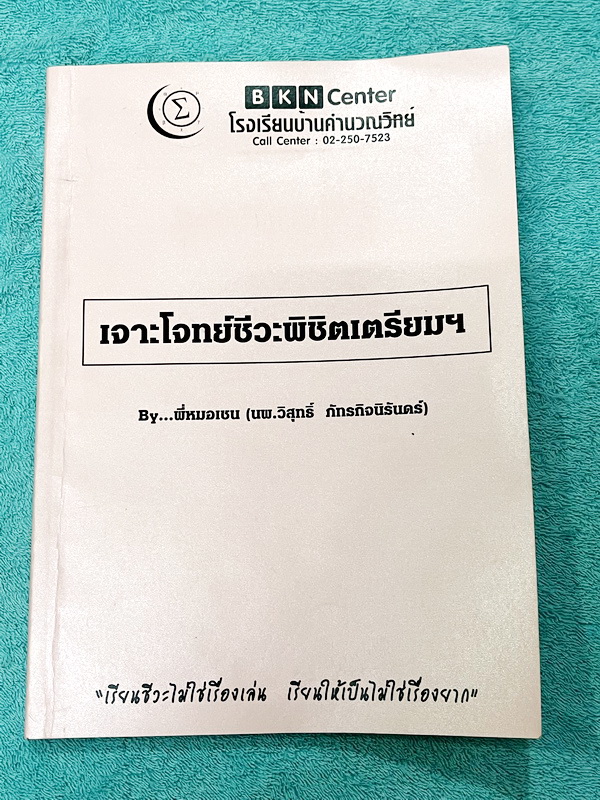 Σ
BKN Center
โรงเรียนบ้านคำนวณวิทย์
Call Center : 02-250-7523
เจาะโจทย์ชีวะพิชิตเตรียมฯ
By...พี่หมอเชน (นพ.วิสุทธิ์ ภัทรกิจนิรันดร์)
"เรียนชีวะไม่ใช่เรื่องเล่น เรียนให้เป็นไม่ใช่เรื่องยาก"